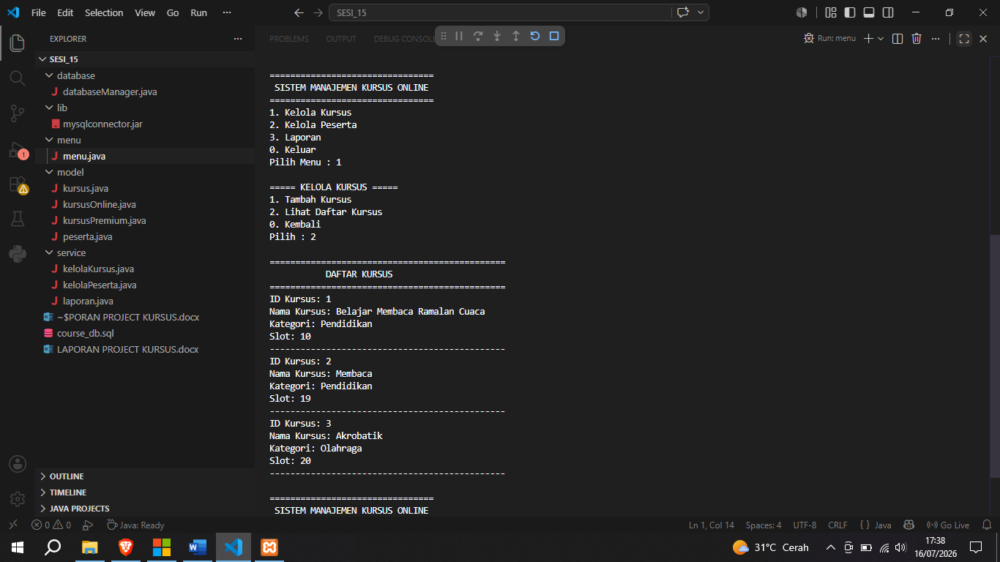 File Edit Selection View Go Run ··· SESI_15
EXPLORER ···
PROBLEMS OUTPUT DEBUG CONSOLE Run: menu
SESI_15
database
databaseManager.java
lib
mysqlconnector.jar
menu
menu.java
model
kursus.java
kursusOnline.java
kursusPremium.java
peserta.java
service
kelolaKursus.java
kelolaPeserta.java
laporan.java
~$PORAN PROJECT KURSUS.docx
course_db.sql
LAPORAN PROJECT KURSUS.docx
OUTLINE
TIMELINE
JAVA PROJECTS
1
================================
SISTEM MANAJEMEN KURSUS ONLINE
================================
1. Kelola Kursus
2. Kelola Peserta
3. Laporan
0. Keluar
Pilih Menu : 1
===== KELOLA KURSUS =====
1. Tambah Kursus
2. Lihat Daftar Kursus
0. Kembali
Pilih : 2
==============================================
DAFTAR KURSUS
==============================================
ID Kursus: 1
Nama Kursus: Belajar Membaca Ramalan Cuaca
Kategori: Pendidikan
Slot: 10
----------------------------------------------
ID Kursus: 2
Nama Kursus: Membaca
Kategori: Pendidikan
Slot: 19
----------------------------------------------
ID Kursus: 3
Nama Kursus: Akrobatik
Kategori: Olahraga
Slot: 20
----------------------------------------------
================================
SISTEM MANAJEMEN KURSUS ONLINE
0 0 Java: Ready Ln 1, Col 14 Spaces: 4 UTF-8 CRLF {} Java Go Live
31°C Cerah 17:38
16/07/2026